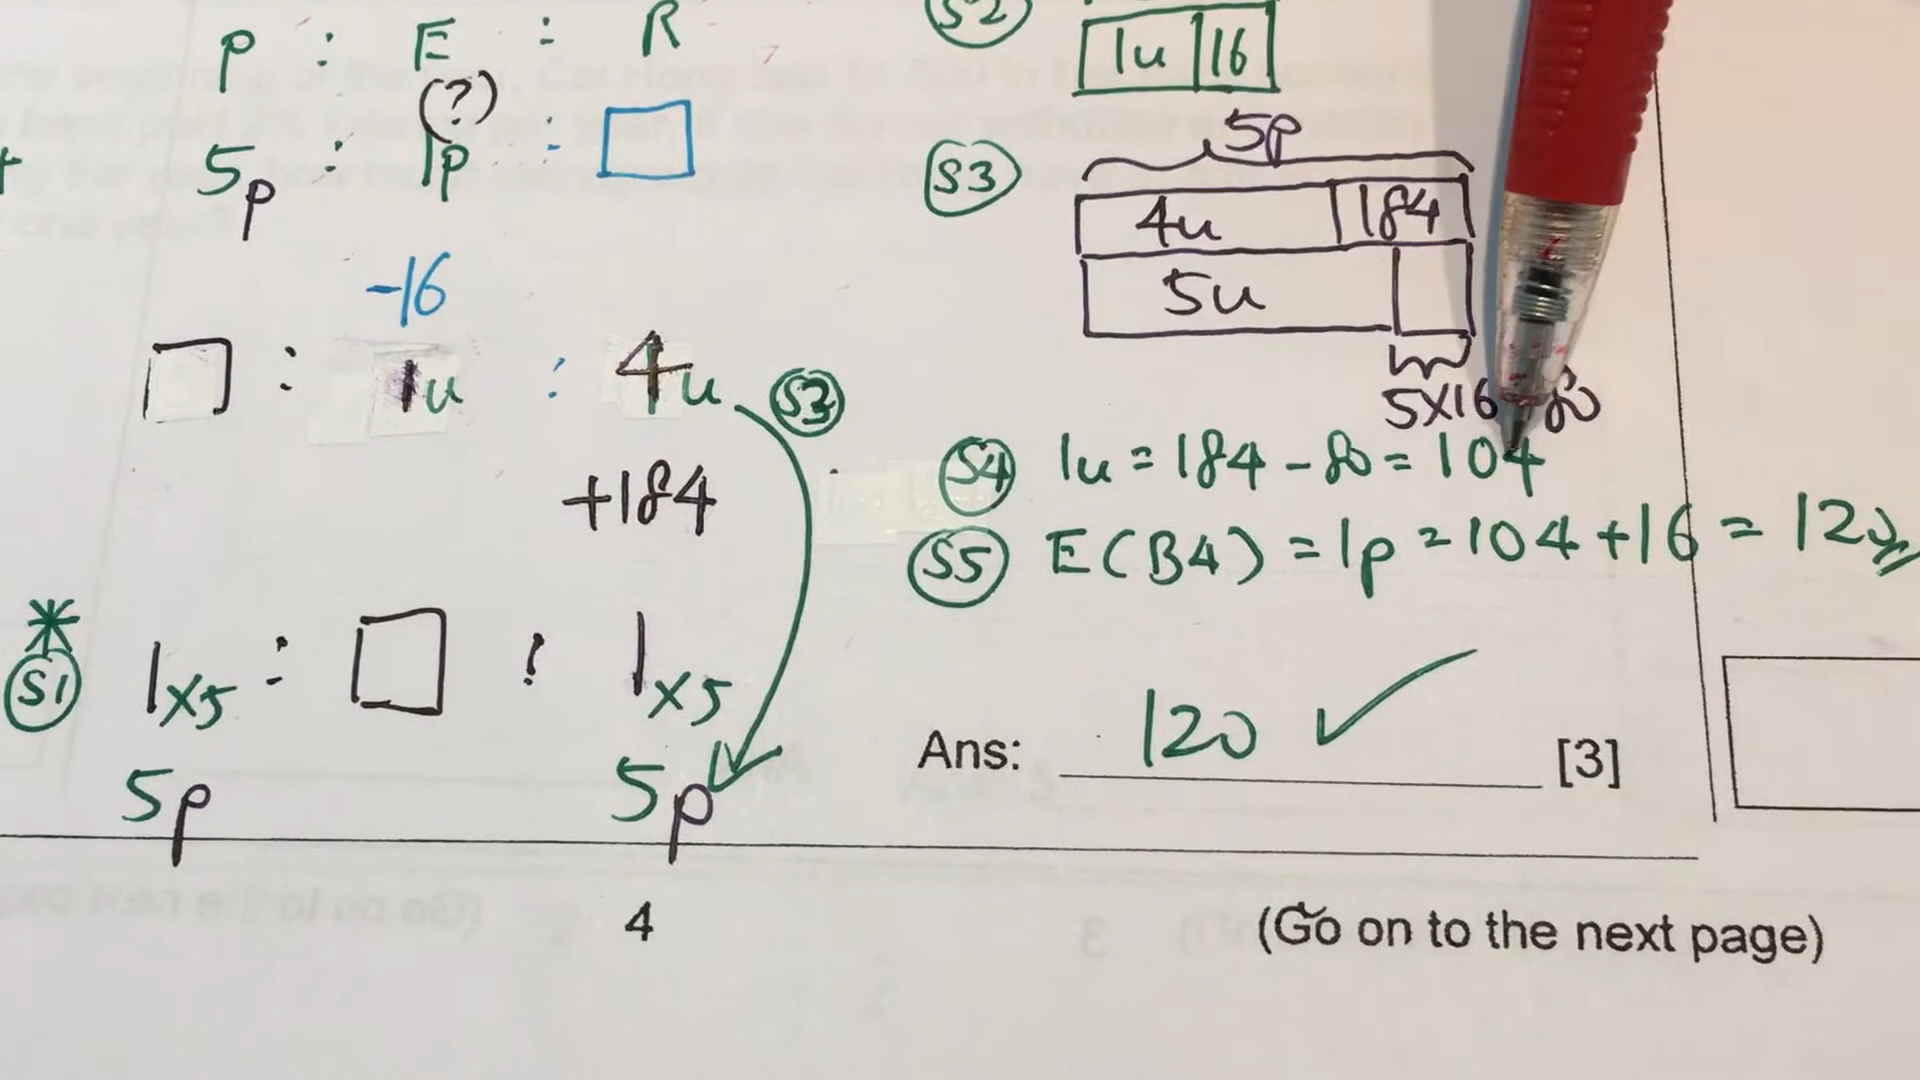 P : E : R
(?)
5p : 1p :
-16
: 1u : 4u
+184
S1 1x5 : : 1x5
5p 5p
S2
1u 16
5p
S3
4u 184
5u
5x16 80
S4 1u = 184 - 80 = 104
S5 E(B4) = 1p = 104 + 16 = 120
Ans: 120 [3]
4
(Go on to the next page)